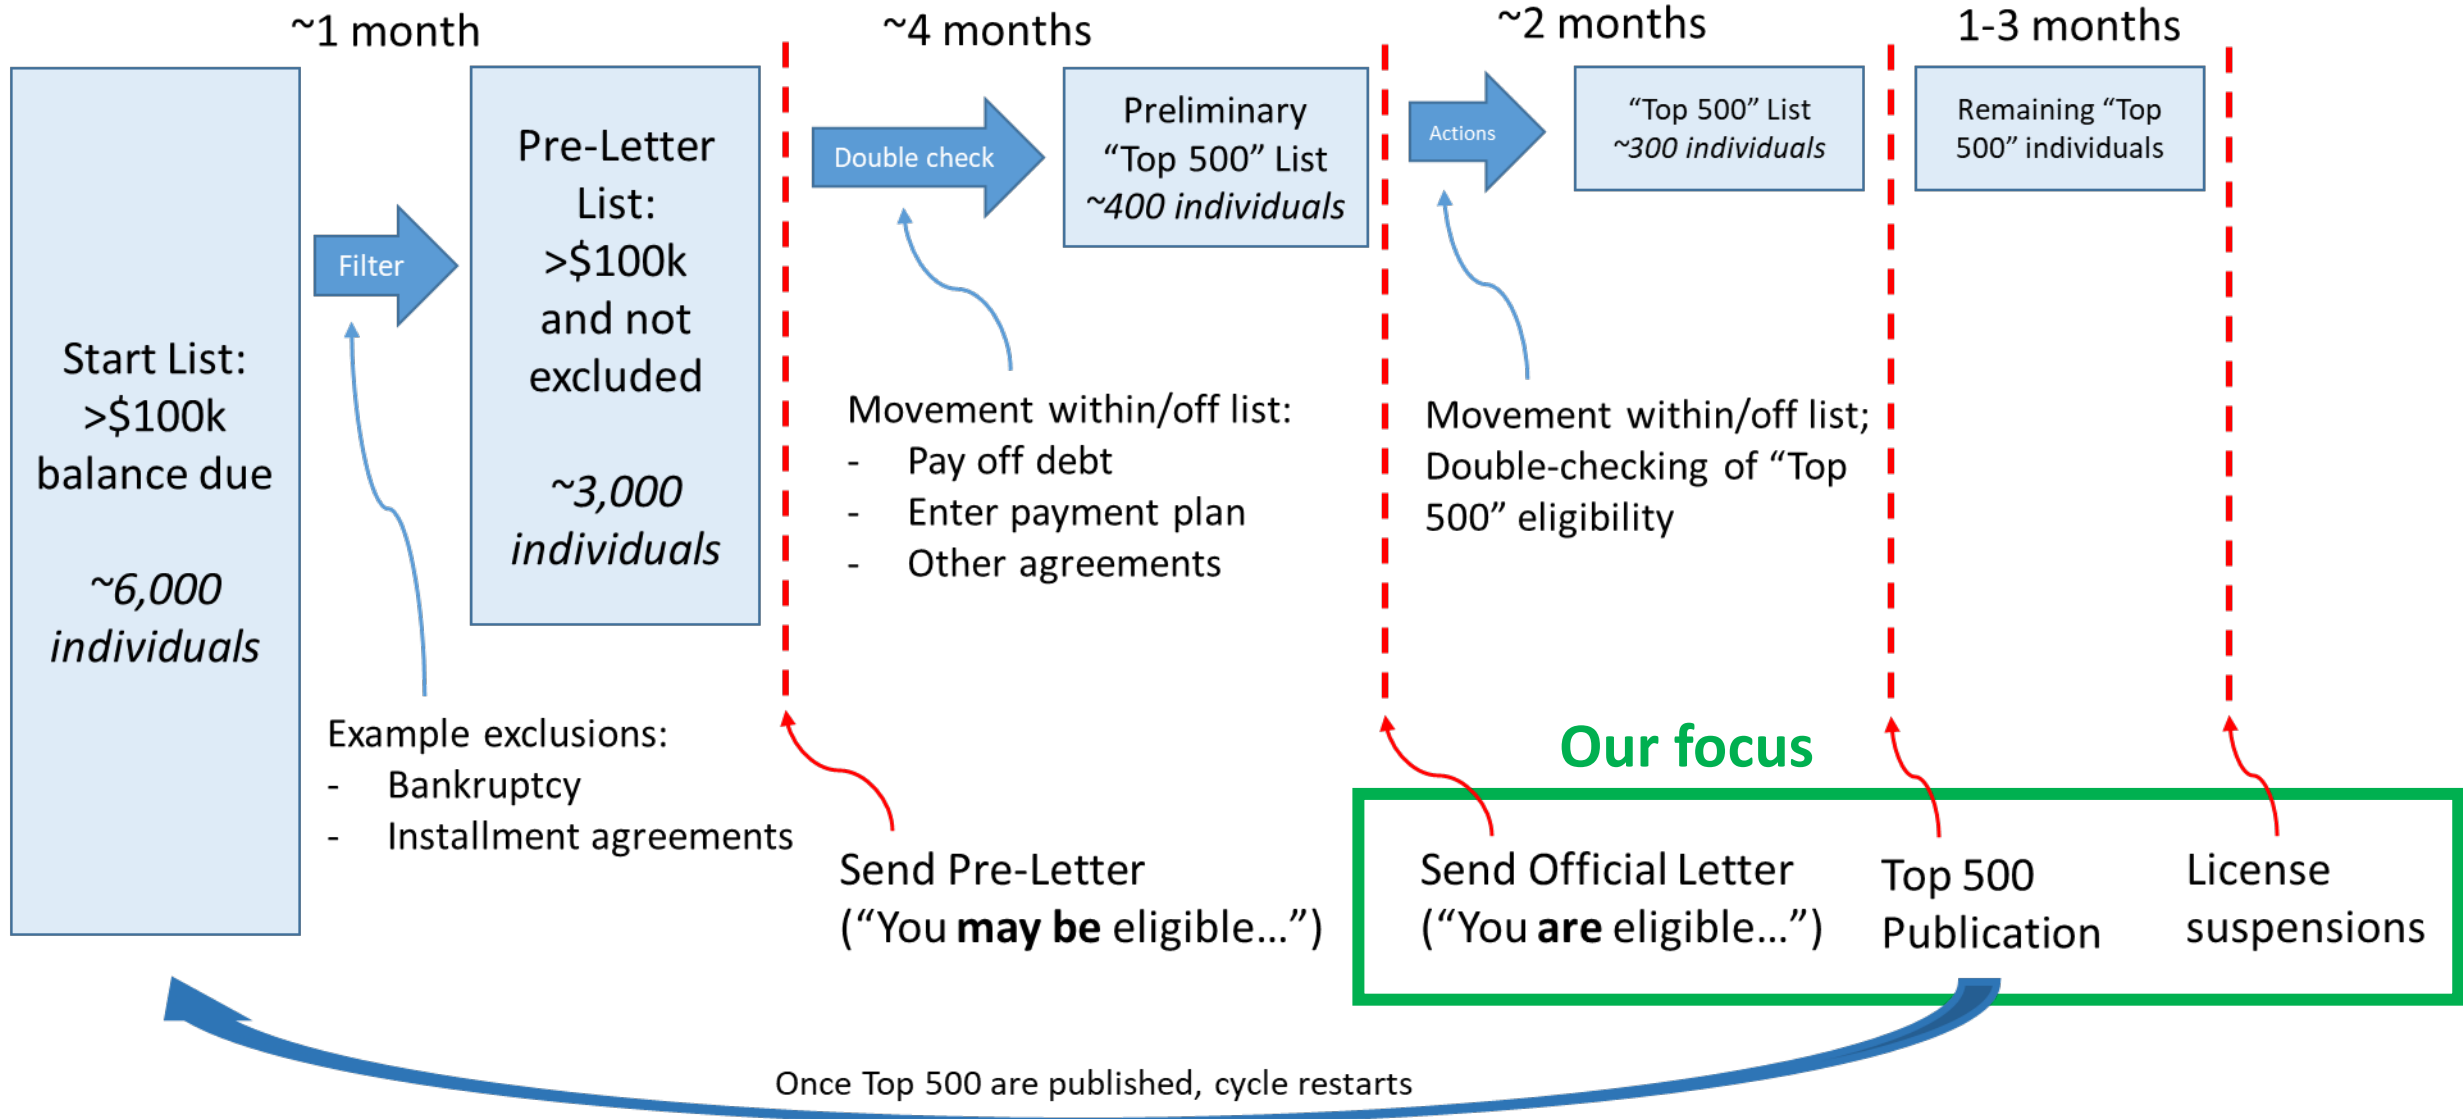 ~1 month
~4 months
~2 months
1-3 months
Start List:
>$100k
balance due
~6,000
individuals
Filter
Pre-Letter
List:
>$100k
and not
excluded
~3,000
individuals
Double check
Preliminary
“Top 500” List
~400 individuals
Actions
“Top 500” List
~300 individuals
Remaining “Top
500” individuals
Example exclusions:
- Bankruptcy
- Installment agreements
Movement within/off list:
- Pay off debt
- Enter payment plan
- Other agreements
Movement within/off list;
Double-checking of “Top
500” eligibility
Our focus
Send Pre-Letter
(“You may be eligible…”)
Send Official Letter
(“You are eligible…”)
Top 500
Publication
License
suspensions
Once Top 500 are published, cycle restarts